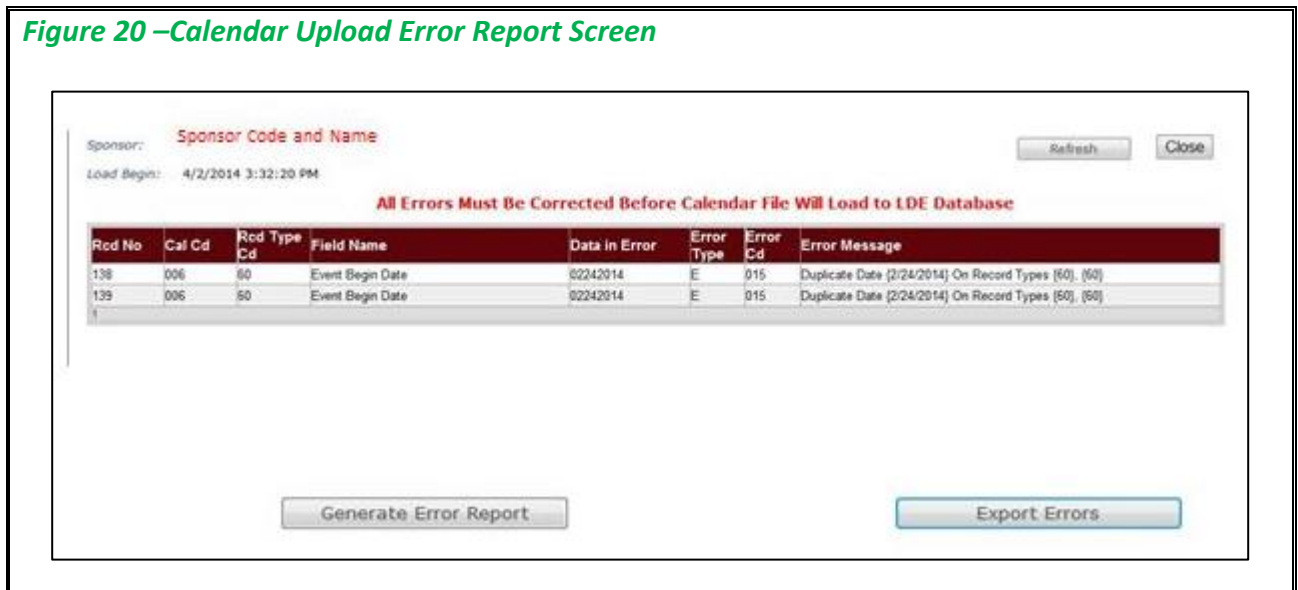 Figure 20 –Calendar Upload Error Report Screen
Sponsor: Sponsor Code and Name
Refresh Close
Load Begin: 4/2/2014 3:32:20 PM
All Errors Must Be Corrected Before Calendar File Will Load to LDE Database
Rcd No Cal Cd Rcd Type Cd Field Name Data in Error Error Type Error Cd Error Message
138 006 60 Event Begin Date 02242014 E 015 Duplicate Date {2/24/2014} On Record Types {60}, {60}
139 006 60 Event Begin Date 02242014 E 015 Duplicate Date {2/24/2014} On Record Types {60}, {60}
1
Generate Error Report Export Errors